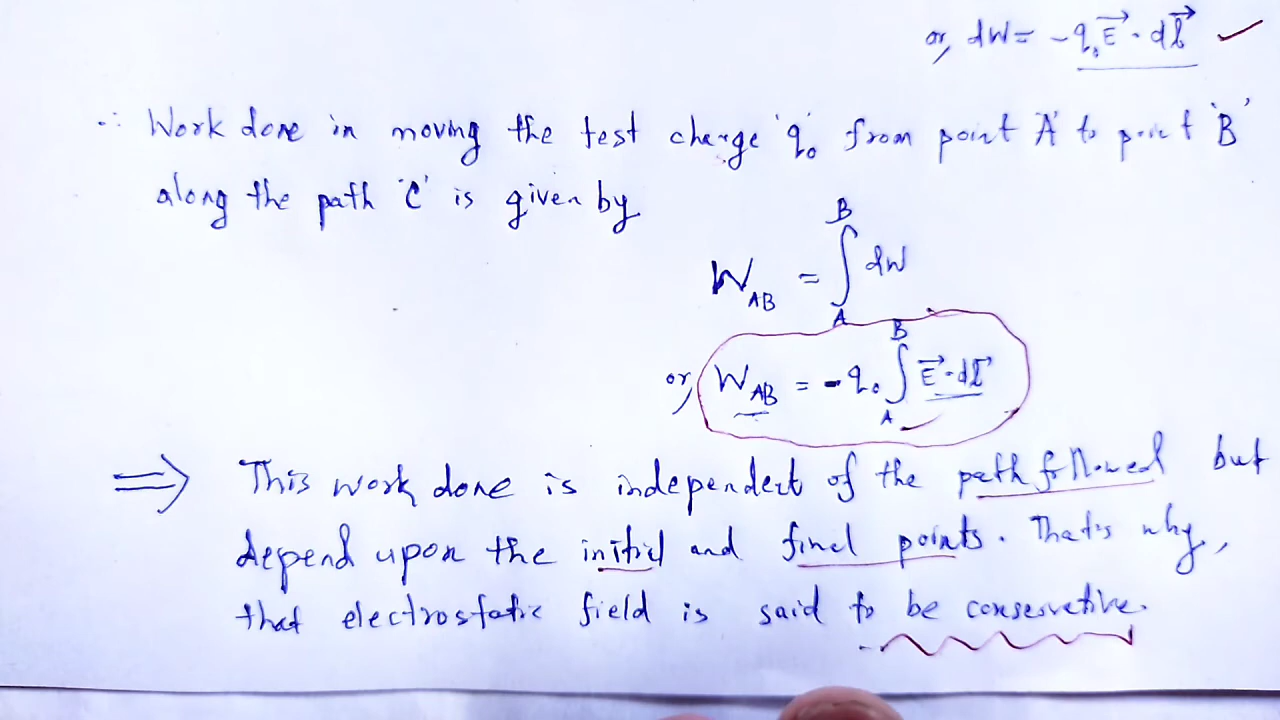 or, dW = -q₀E⃗ · dl⃗ ✓
∴ Work done in moving the test charge 'q₀' from point 'A' to point 'B'
along the path 'C' is given by
W_AB = ∫_A^B dW
or, W_AB = -q₀ ∫_A^B E⃗ · dl⃗
⇒ This work done is independent of the path followed but
depend upon the initial and final points. That's why,
that electrostatic field is said to be conservative.